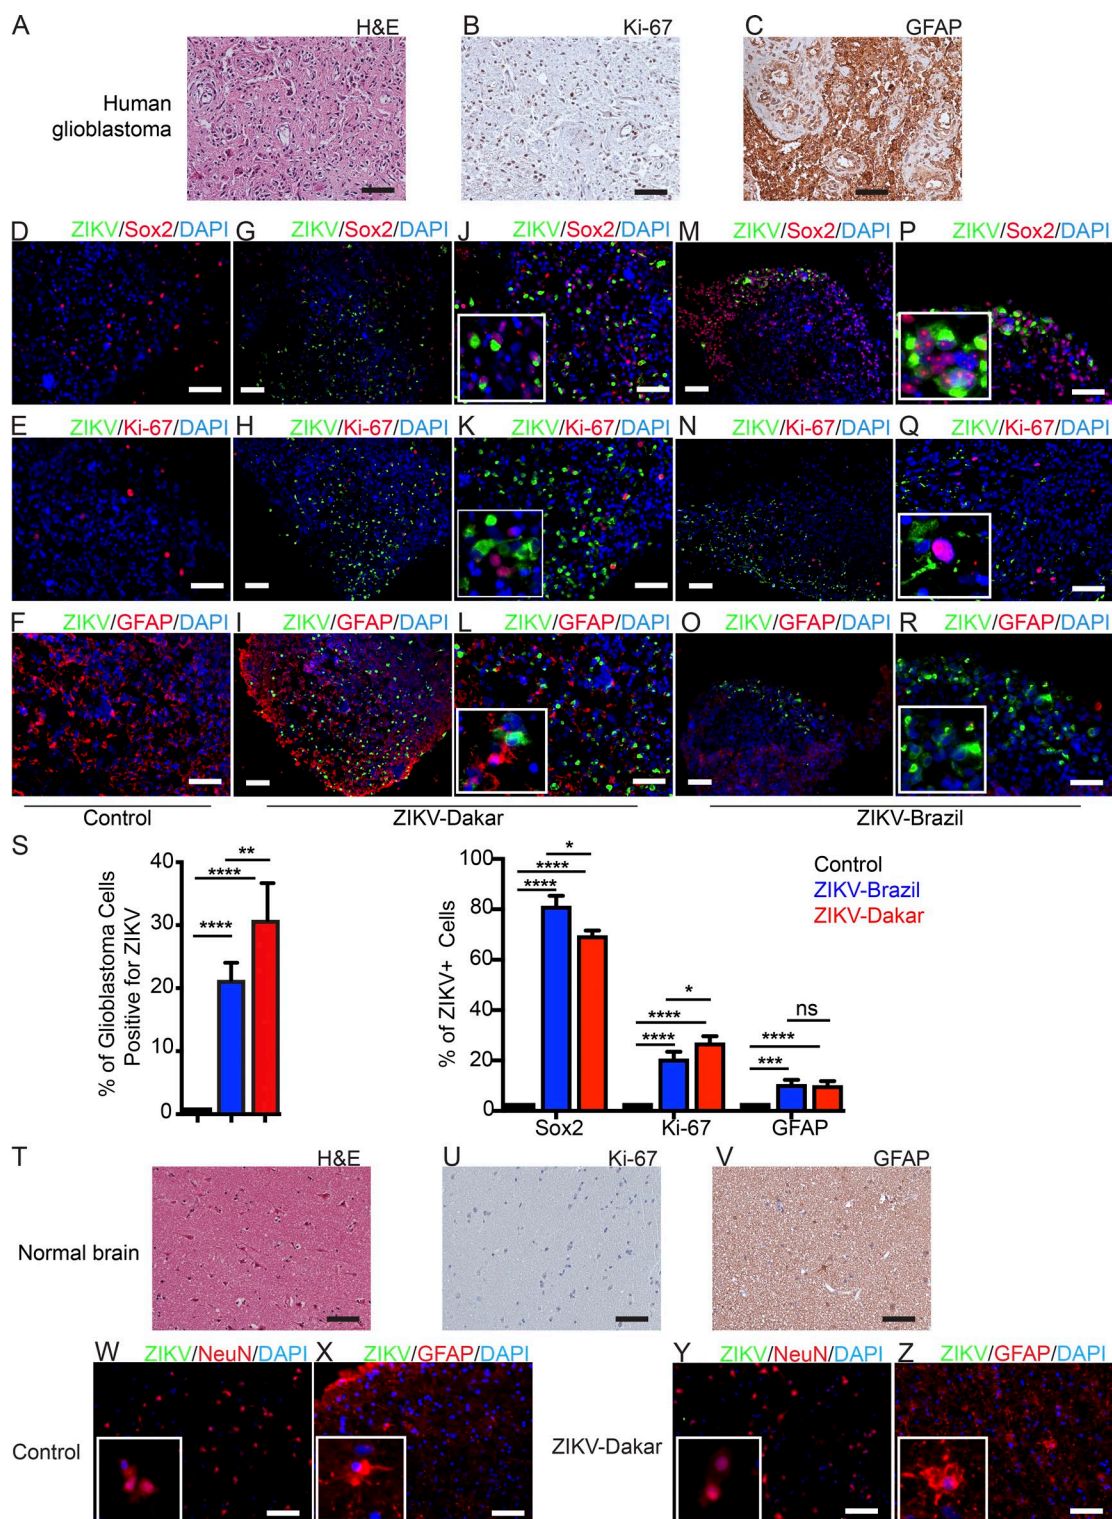 A H&E B Ki-67 C GFAP
Human
glioblastoma
D ZIKV/Sox2/DAPI G ZIKV/Sox2/DAPI J ZIKV/Sox2/DAPI M ZIKV/Sox2/DAPI P ZIKV/Sox2/DAPI
E ZIKV/Ki-67/DAPI H ZIKV/Ki-67/DAPI K ZIKV/Ki-67/DAPI N ZIKV/Ki-67/DAPI Q ZIKV/Ki-67/DAPI
F ZIKV/GFAP/DAPI I ZIKV/GFAP/DAPI L ZIKV/GFAP/DAPI O ZIKV/GFAP/DAPI R ZIKV/GFAP/DAPI
Control ZIKV-Dakar ZIKV-Brazil
S
% of Glioblastoma Cells
Positive for ZIKV
40
30
20
10
0
**
****
****
% of ZIKV+ Cells
100
80
60
40
20
0
*
****
****
*
****
****
ns
****
***
Sox2 Ki-67 GFAP
Control
ZIKV-Brazil
ZIKV-Dakar
T H&E U Ki-67 V GFAP
Normal brain
W ZIKV/NeuN/DAPI X ZIKV/GFAP/DAPI Y ZIKV/NeuN/DAPI Z ZIKV/GFAP/DAPI
Control ZIKV-Dakar